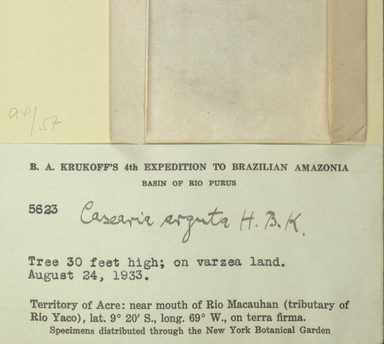 94/57
B. A. KRUKOFF'S 4th EXPEDITION TO BRAZILIAN AMAZONIA
BASIN OF RIO PURUS
5623 Casearia arguta H. B. K.
Tree 30 feet high; on varzea land.
August 24, 1933.
Territory of Acre: near mouth of Rio Macauhan (tributary of
Rio Yaco), lat. 9° 20′ S., long. 69° W., on terra firma.
Specimens distributed through the New York Botanical Garden